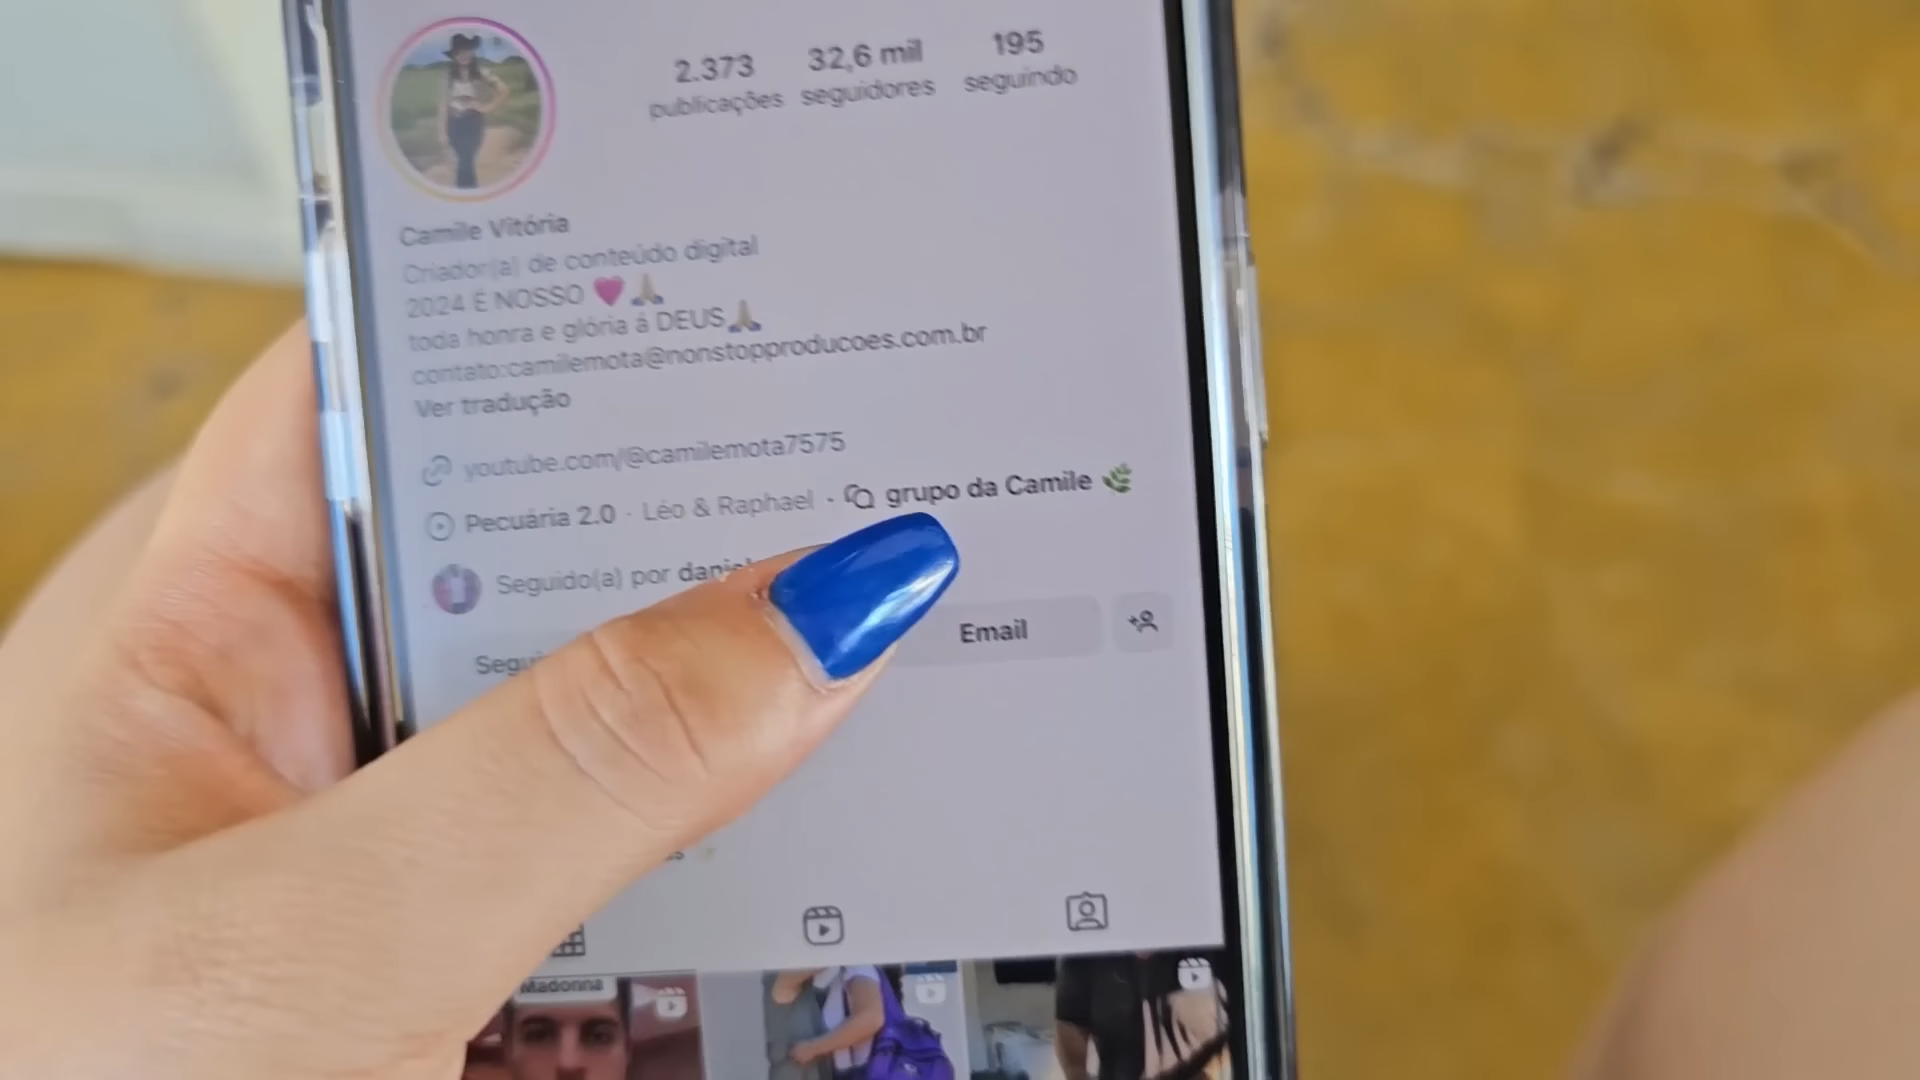 2.373 32,6 mil 195
publicações seguidores seguindo
Camile Vitória
Criador(a) de conteúdo digital
2024 É NOSSO 🩷🙏🏼
toda honra e glória á DEUS🙏🏼
contato:camilemota@nonstopproducoes.com.br
Ver tradução
youtube.com/@camilemota7575
Pecuária 2.0 · Léo & Raphael · grupo da Camile 🌿
Seguido(a) por
Email
Madonna